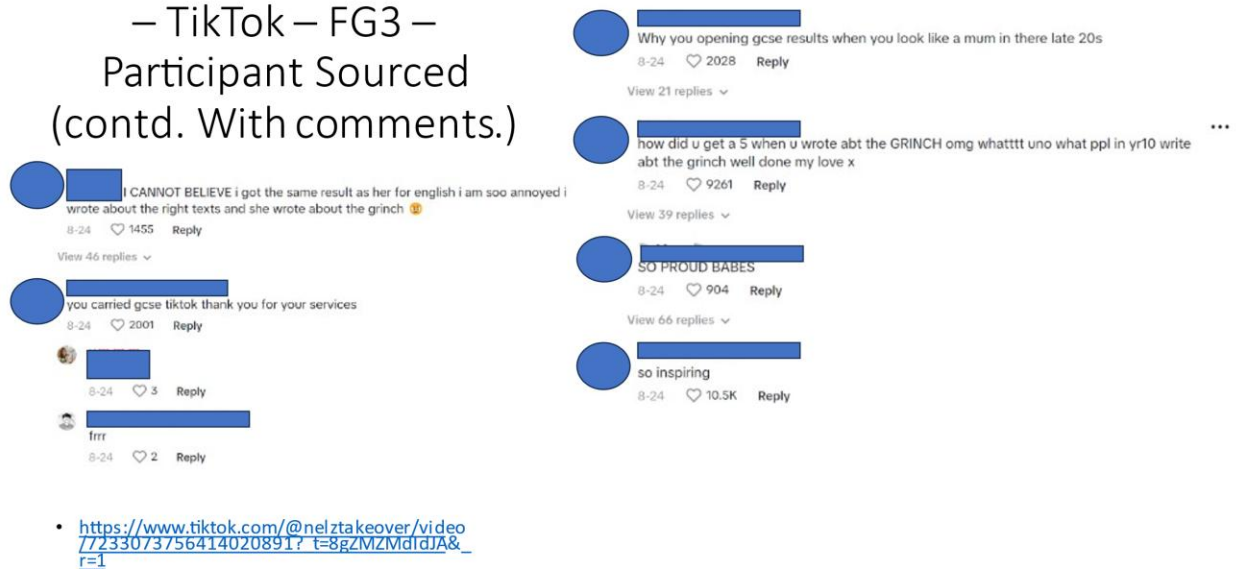 – TikTok – FG3 –
Participant Sourced
(contd. With comments.)
I CANNOT BELIEVE i got the same result as her for english i am soo annoyed i
wrote about the right texts and she wrote about the grinch 😕
8-24 ♡ 1455 Reply
View 46 replies ⌄
you carried gcse tiktok thank you for your services
8-24 ♡ 2001 Reply
8-24 ♡ 3 Reply
frrr
8-24 ♡ 2 Reply
• https://www.tiktok.com/@nelztakeover/video
/7233073756414020891?_t=8gZMZMdIdJA&_
r=1
Why you opening gcse results when you look like a mum in there late 20s
8-24 ♡ 2028 Reply
View 21 replies ⌄
...
how did u get a 5 when u wrote abt the GRINCH omg whatttt uno what ppl in yr10 write
abt the grinch well done my love x
8-24 ♡ 9261 Reply
View 39 replies ⌄
SO PROUD BABES
8-24 ♡ 904 Reply
View 66 replies ⌄
so inspiring
8-24 ♡ 10.5K Reply